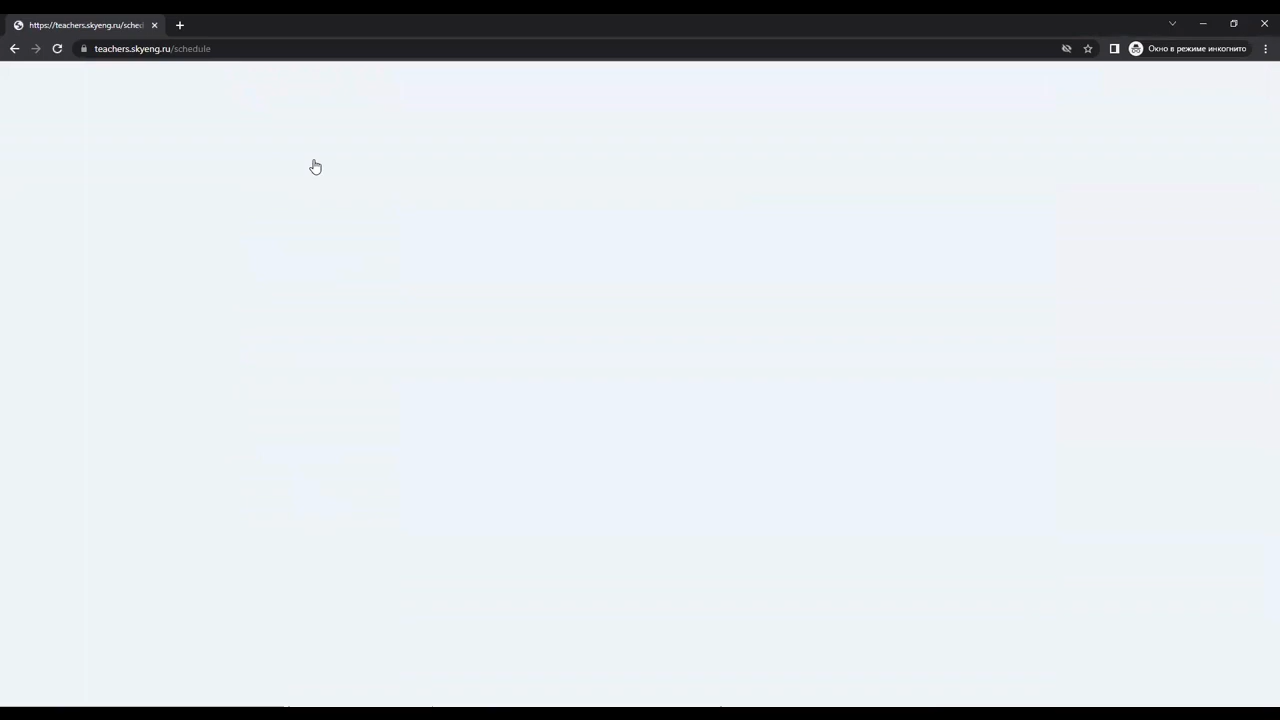 https://teachers.skyeng.ru/sched
teachers.skyeng.ru/schedule
Окно в режиме инкогнито